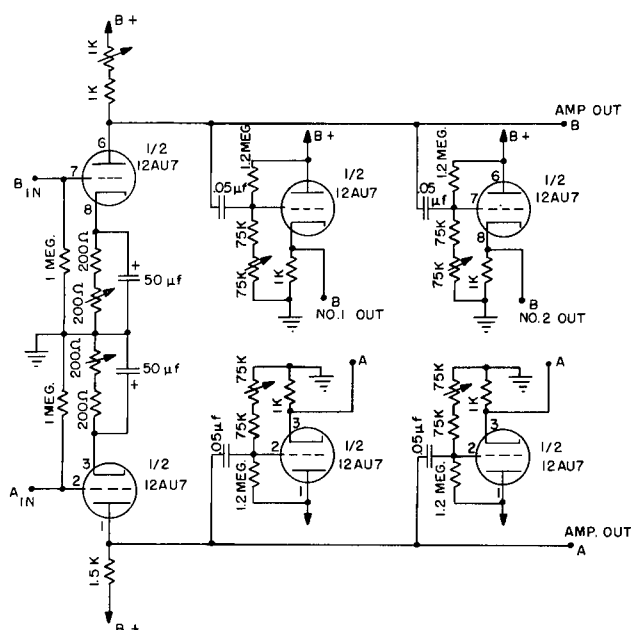 B+
1K
1K
AMP OUT
B
6
1/2
12AU7
B IN
7
8
1 MEG.
200Ω
200Ω
50 µf
B+
1.2 MEG.
1/2
12AU7
.05µf
75K
75K
1K
B
NO.1 OUT
B+
1.2 MEG.
6
1/2
12AU7
.05
µf
7
8
75K
75K
1K
B
NO.2 OUT
200Ω
200Ω
50 µf
1 MEG.
3
1/2
12AU7
A IN
2
1
A
75K
75K
1K
.05µf
3
1/2
12AU7
2
1
1.2 MEG.
A
75K
75K
1K
.05µf
3
1/2
12AU7
2
1
1.2 MEG.
AMP. OUT
A
1.5K
B+